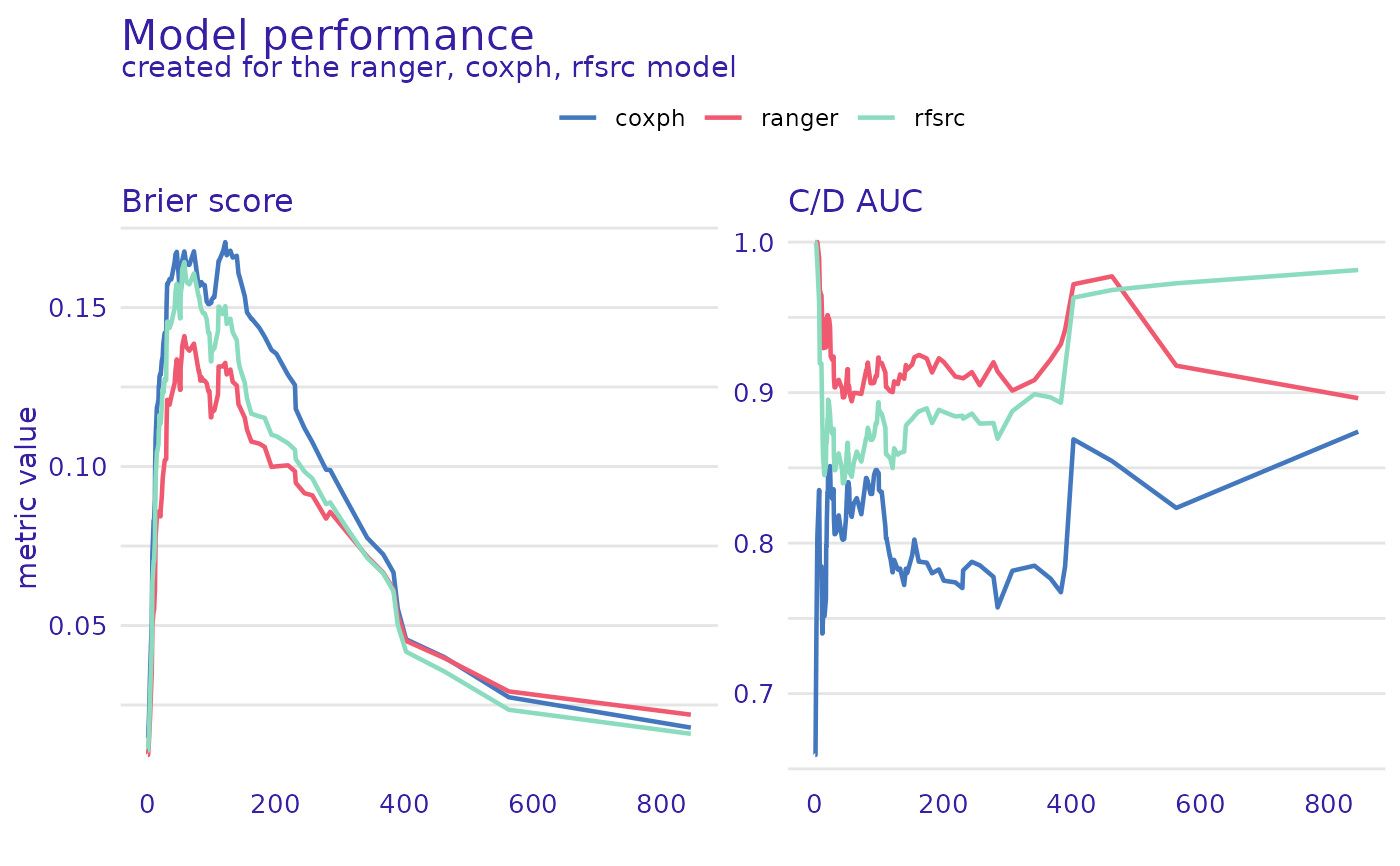 Model performance
created for the ranger, coxph, rfsrc model
coxph ranger rfsrc
Brier score
C/D AUC
metric value
0.15
0.10
0.05
0 200 400 600 800
1.0
0.9
0.8
0.7
0 200 400 600 800